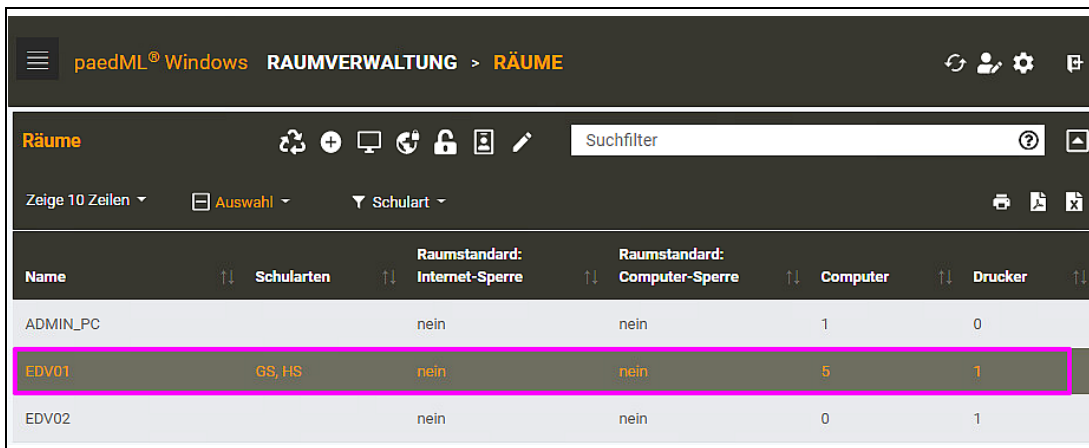 paedML® Windows RAUMVERWALTUNG > RÄUME
Räume Suchfilter
Zeige 10 Zeilen Auswahl Schulart
Name Schularten Raumstandard: Internet-Sperre Raumstandard: Computer-Sperre Computer Drucker
ADMIN_PC nein nein 1 0
EDV01 GS, HS nein nein 5 1
EDV02 nein nein 0 1